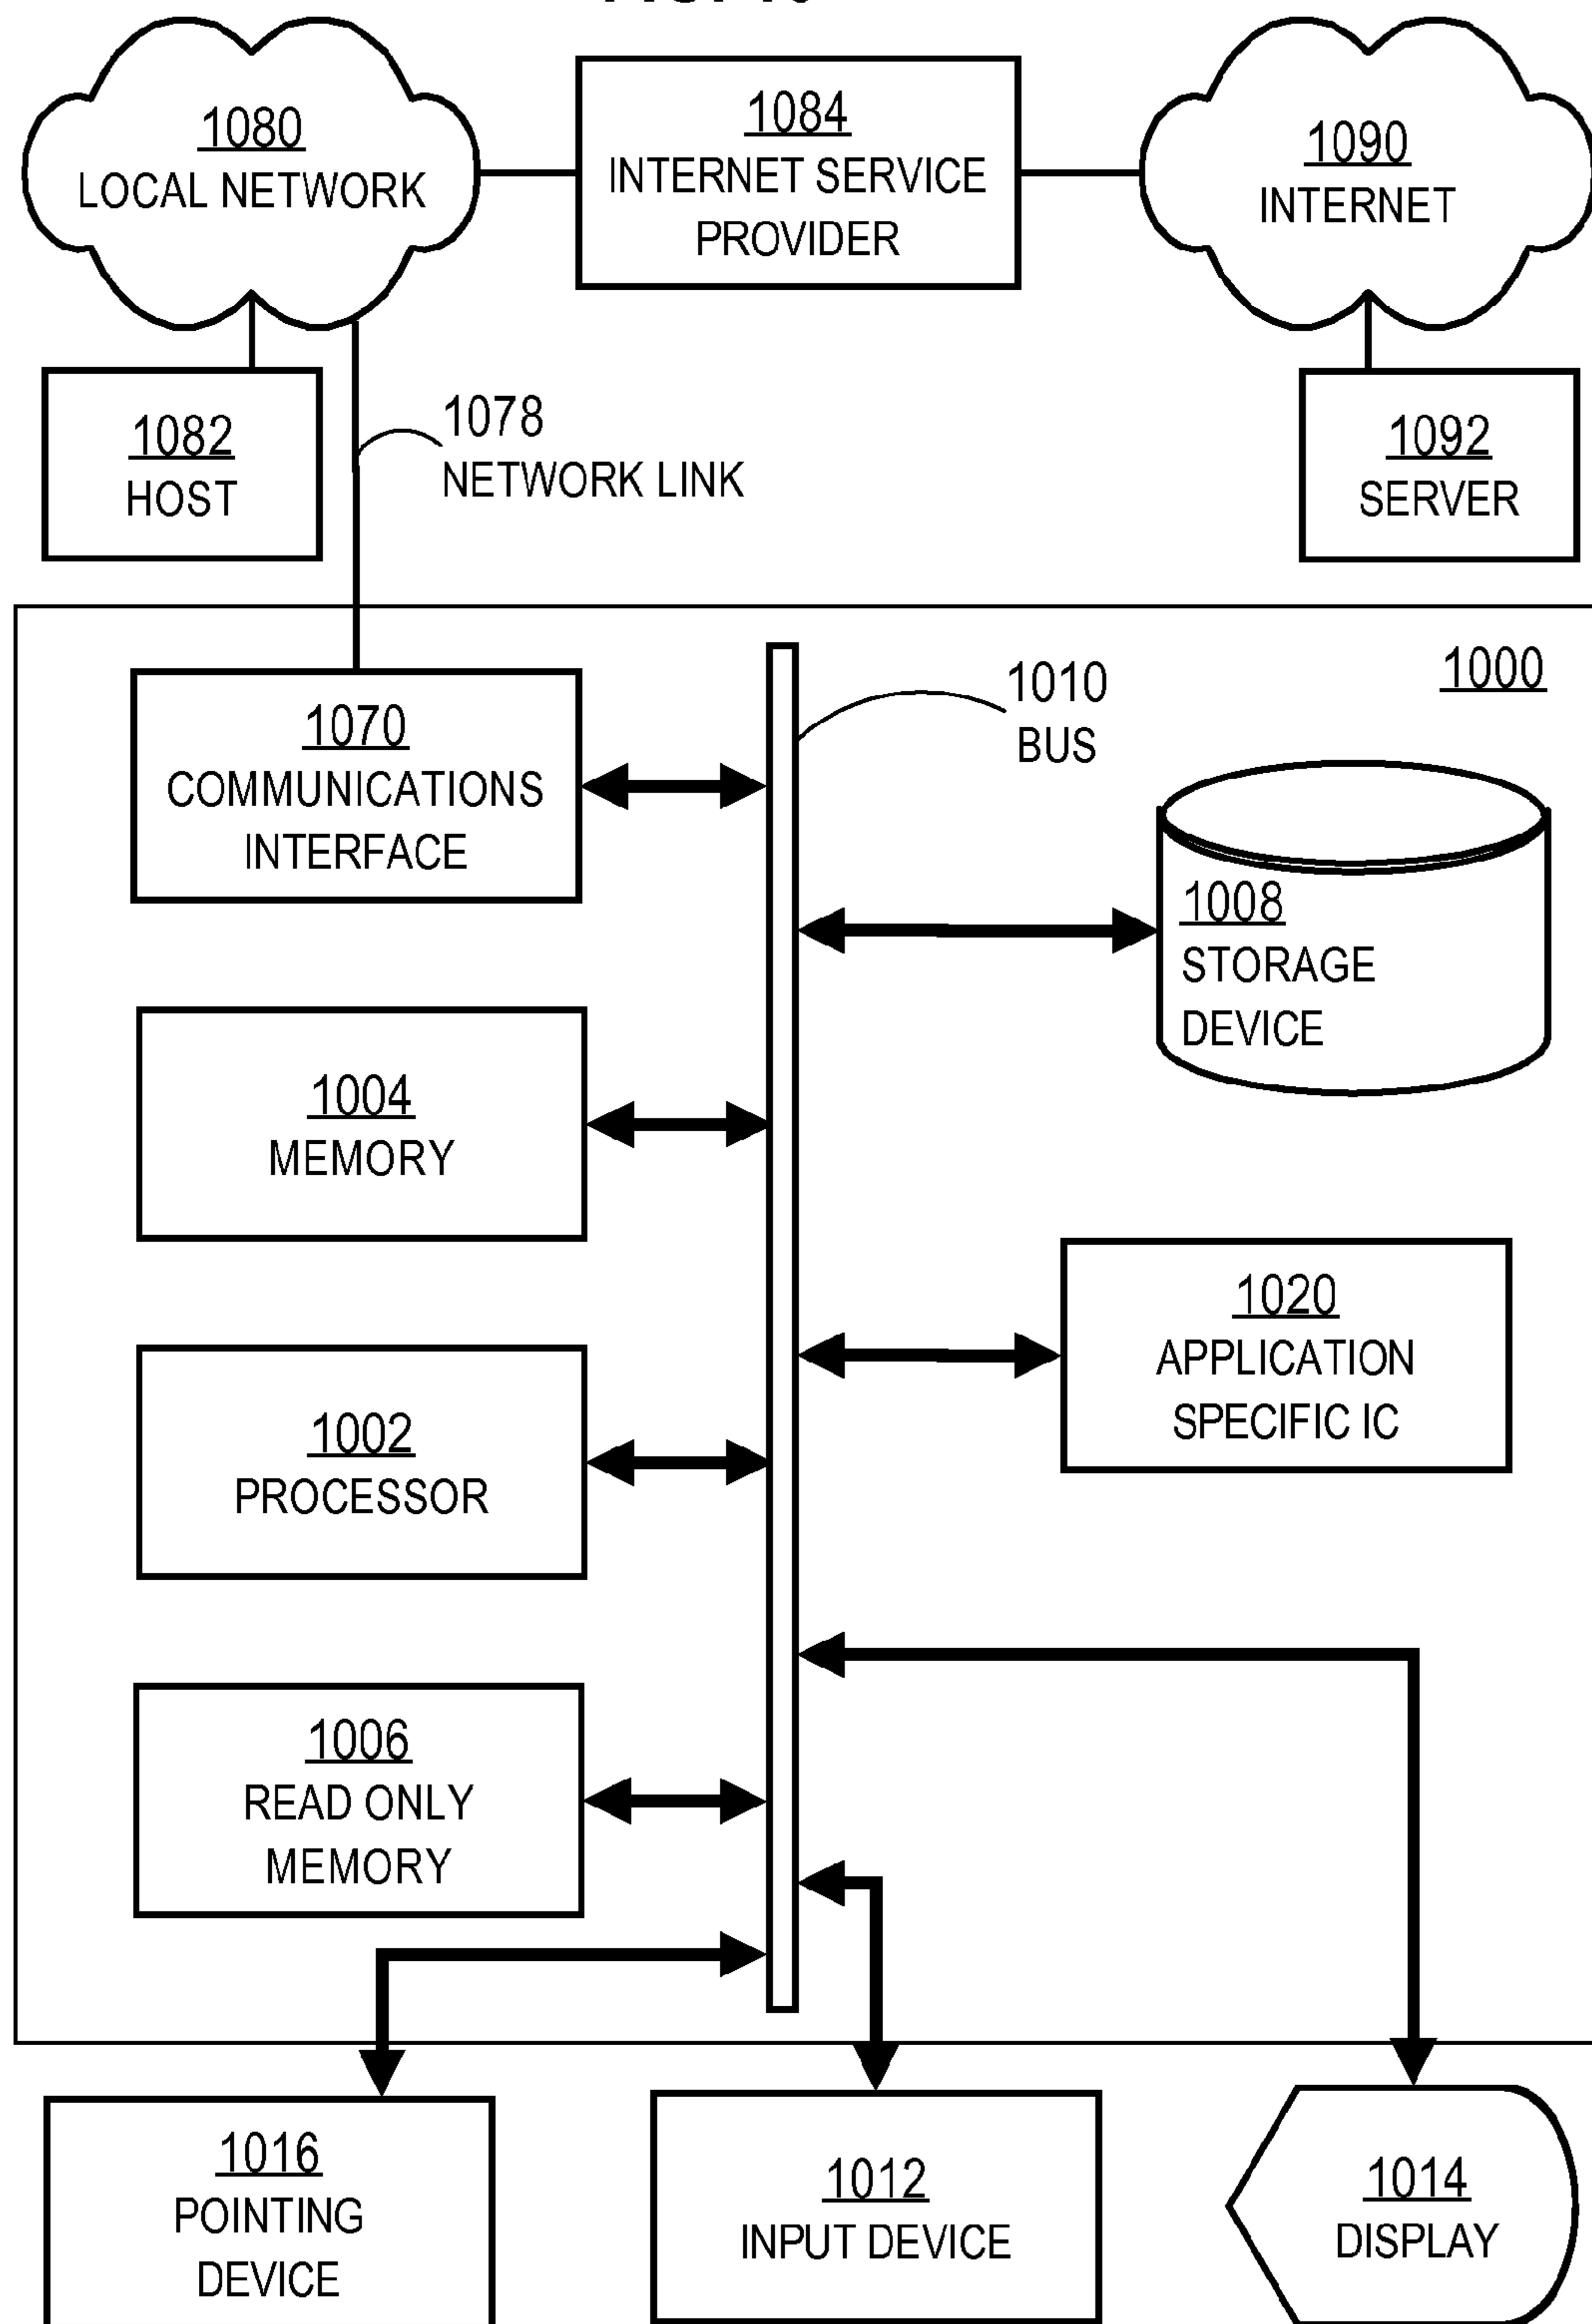 1080
LOCAL NETWORK
1084
INTERNET SERVICE
PROVIDER
1090
INTERNET
1082
HOST
1078
NETWORK LINK
1092
SERVER
1000
1070
COMMUNICATIONS
INTERFACE
1010
BUS
1008
STORAGE
DEVICE
1004
MEMORY
1020
APPLICATION
SPECIFIC IC
1002
PROCESSOR
1006
READ ONLY
MEMORY
1016
POINTING
DEVICE
1012
INPUT DEVICE
1014
DISPLAY